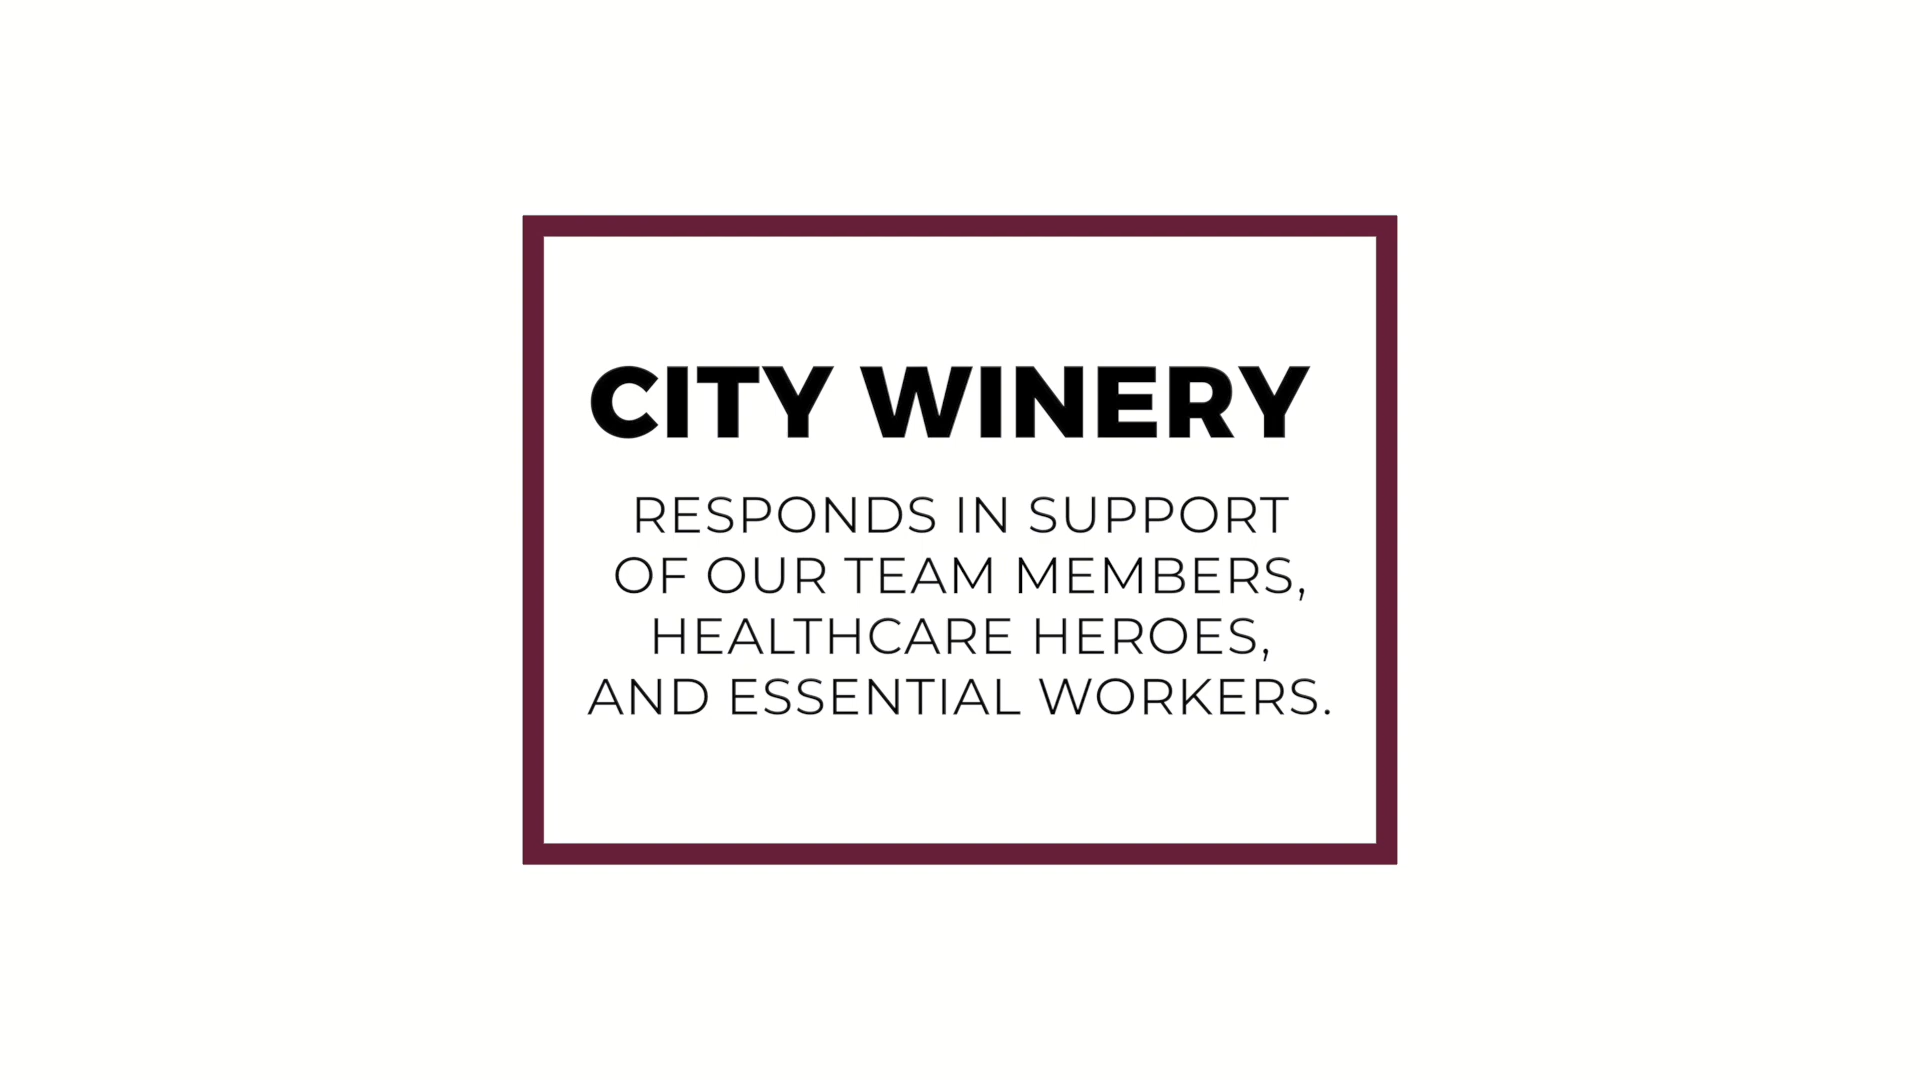 CITY WINERY
RESPONDS IN SUPPORT
OF OUR TEAM MEMBERS,
HEALTHCARE HEROES,
AND ESSENTIAL WORKERS.